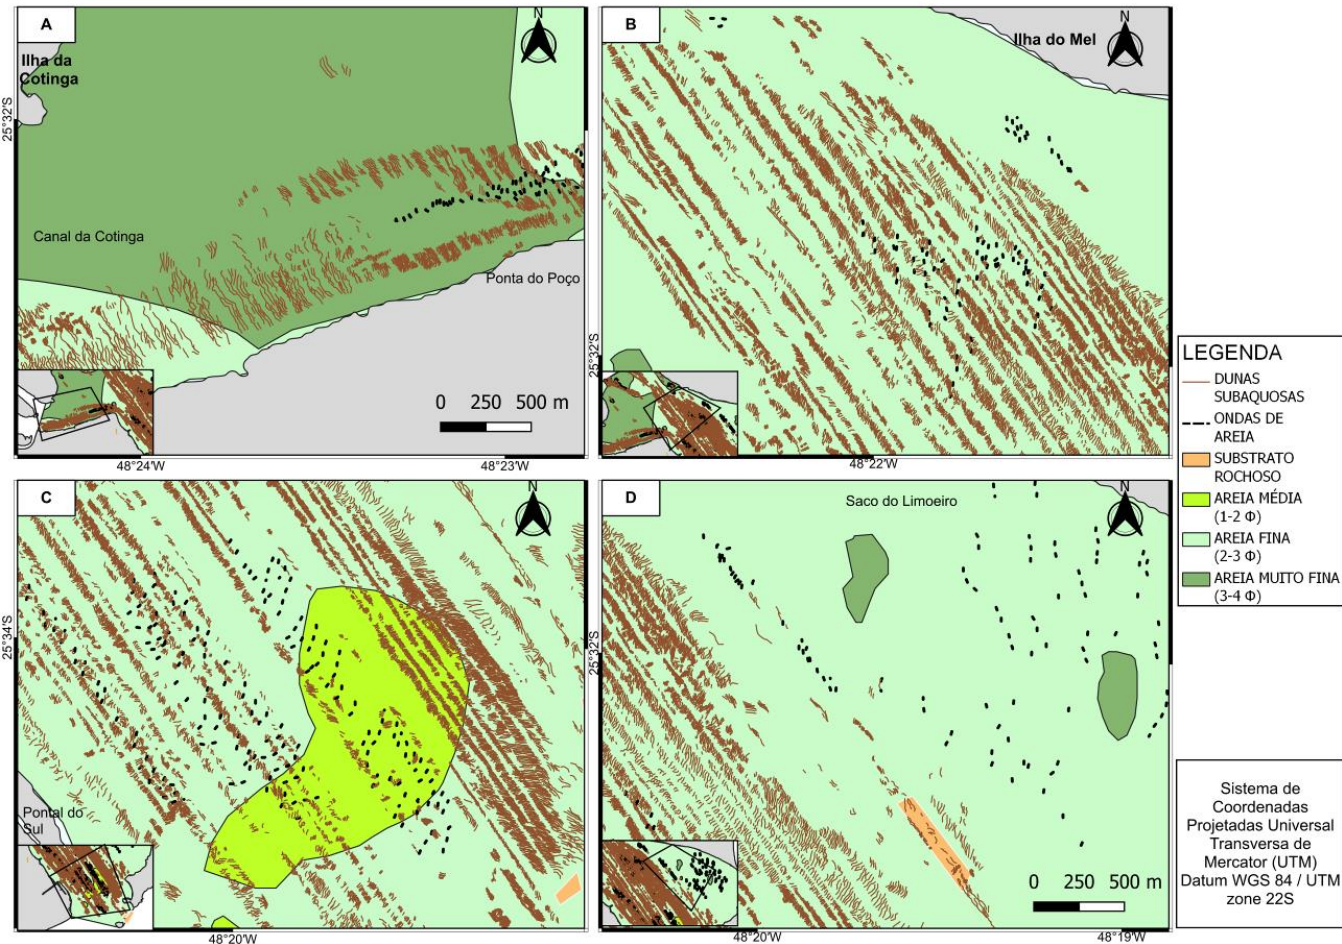 A
N
Ilha da
Cotinga
25°32'S
Canal da Cotinga
Ponta do Poço
0 250 500 m
48°24'W
48°23'W
B
N
Ilha do Mel
25°32'S
48°22'W
C
N
25°34'S
Pontal do
Sul
48°20'W
D
N
Saco do Limoeiro
25°32'S
0 250 500 m
48°20'W
48°19'W
LEGENDA
DUNAS
SUBAQUOSAS
ONDAS DE
AREIA
SUBSTRATO
ROCHOSO
AREIA MÉDIA
(1-2 Φ)
AREIA FINA
(2-3 Φ)
AREIA MUITO FINA
(3-4 Φ)
Sistema de
Coordenadas
Projetadas Universal
Transversa de
Mercator (UTM)
Datum WGS 84 / UTM
zone 22S